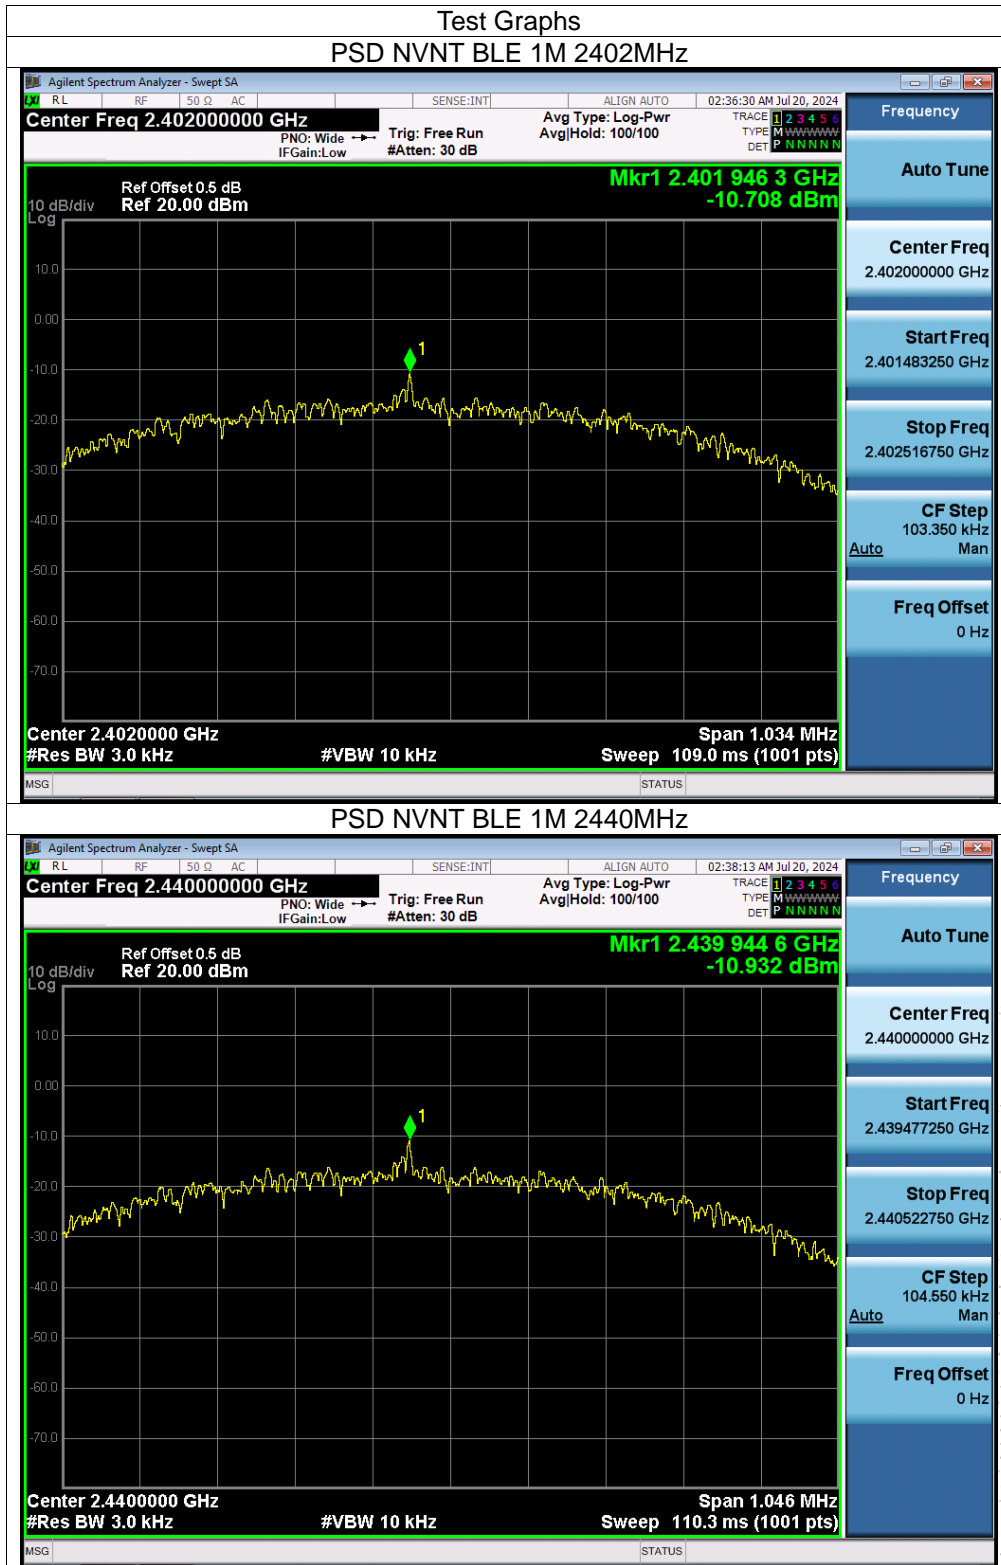 Test Graphs
PSD NVNT BLE 1M 2402MHz
Agilent Spectrum Analyzer - Swept SA
LXI RL RF 50 Ω AC SENSE:INT ALIGN AUTO 02:36:30 AM Jul 20, 2024
Center Freq 2.402000000 GHz
PNO: Wide
IFGain:Low
Trig: Free Run
#Atten: 30 dB
Avg Type: Log-Pwr
Avg|Hold: 100/100
TRACE 1 2 3 4 5 6
TYPE M W W W W W
DET P N N N N N
Frequency
Mkr1 2.401 946 3 GHz
-10.708 dBm
Ref Offset 0.5 dB
10 dB/div Ref 20.00 dBm
Log
10.0
0.00
-10.0
-20.0
-30.0
-40.0
-50.0
-60.0
-70.0
1
Center 2.4020000 GHz Span 1.034 MHz
#Res BW 3.0 kHz #VBW 10 kHz Sweep 109.0 ms (1001 pts)
Auto Tune
Center Freq
2.402000000 GHz
Start Freq
2.401483250 GHz
Stop Freq
2.402516750 GHz
CF Step
103.350 kHz
Auto Man
Freq Offset
0 Hz
MSG STATUS
PSD NVNT BLE 1M 2440MHz
Agilent Spectrum Analyzer - Swept SA
LXI RL RF 50 Ω AC SENSE:INT ALIGN AUTO 02:38:13 AM Jul 20, 2024
Center Freq 2.440000000 GHz
PNO: Wide
IFGain:Low
Trig: Free Run
#Atten: 30 dB
Avg Type: Log-Pwr
Avg|Hold: 100/100
TRACE 1 2 3 4 5 6
TYPE M W W W W W
DET P N N N N N
Frequency
Mkr1 2.439 944 6 GHz
-10.932 dBm
Ref Offset 0.5 dB
10 dB/div Ref 20.00 dBm
Log
10.0
0.00
-10.0
-20.0
-30.0
-40.0
-50.0
-60.0
-70.0
1
Center 2.4400000 GHz Span 1.046 MHz
#Res BW 3.0 kHz #VBW 10 kHz Sweep 110.3 ms (1001 pts)
Auto Tune
Center Freq
2.440000000 GHz
Start Freq
2.439477250 GHz
Stop Freq
2.440522750 GHz
CF Step
104.550 kHz
Auto Man
Freq Offset
0 Hz
MSG STATUS